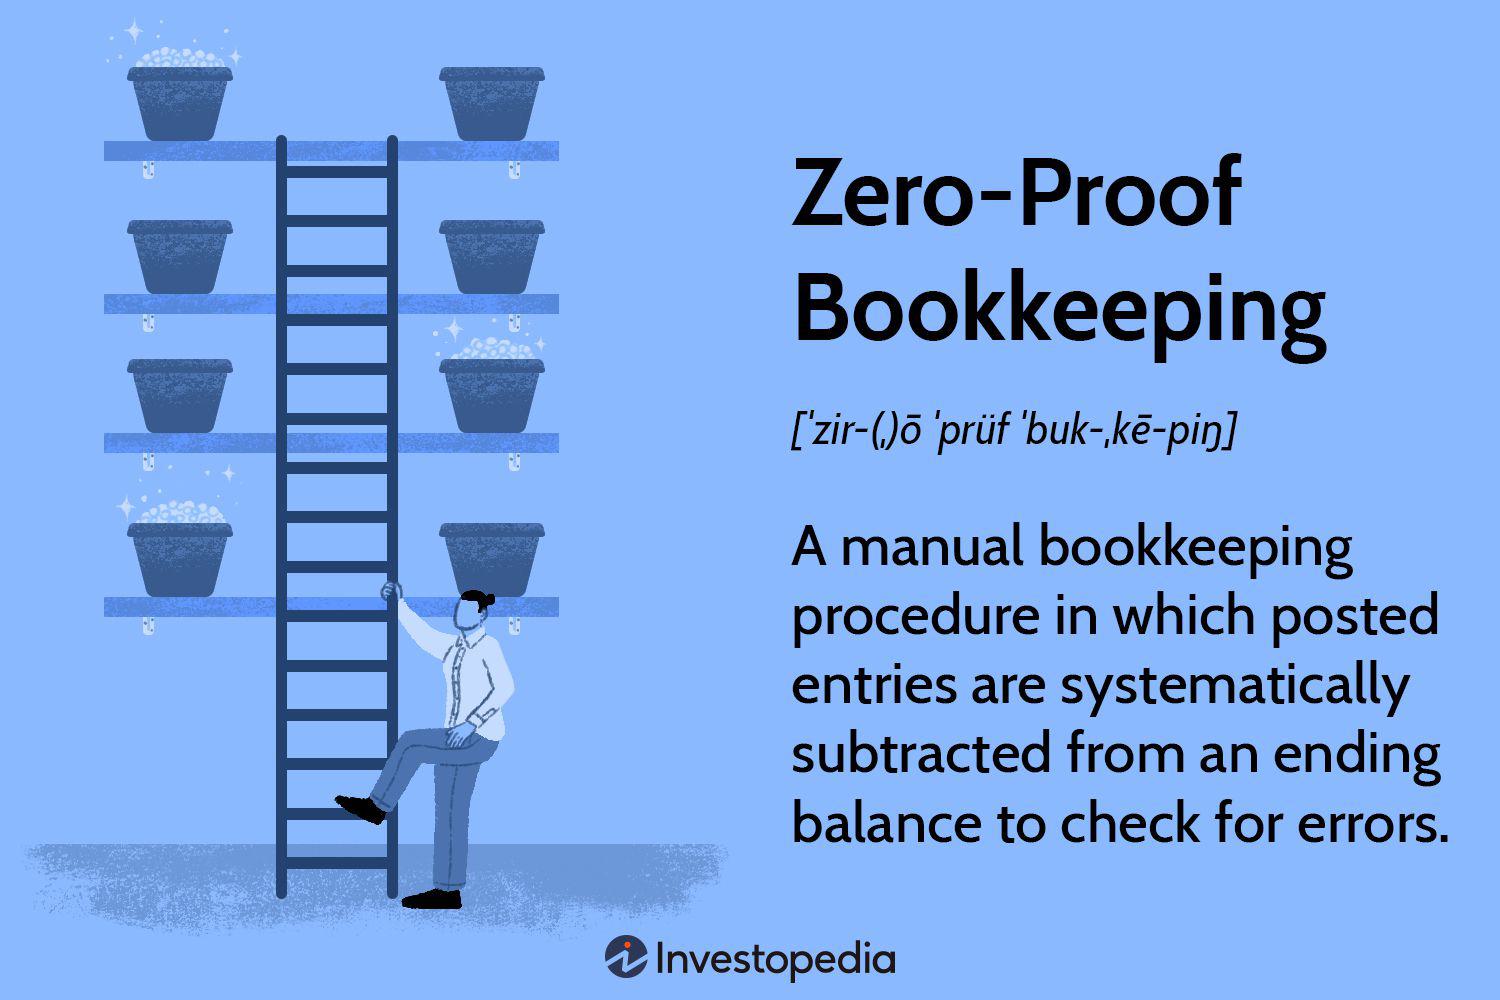 Zero-Proof
Bookkeeping
[ˈzir-(ˌ)ō ˈprüf ˈbuk-ˌkē-piŋ]
A manual bookkeeping
procedure in which posted
entries are systematically
subtracted from an ending
balance to check for errors.
Investopedia